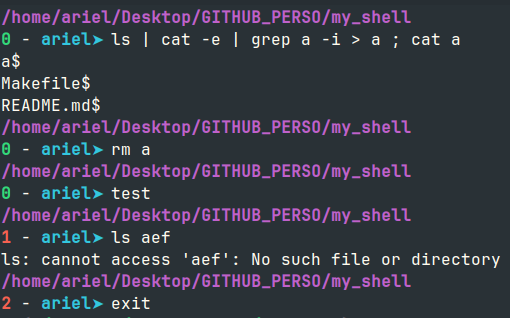 /home/ariel/Desktop/GITHUB_PERSO/my_shell
0 - ariel➤ ls | cat -e | grep a -i > a ; cat a
a$
Makefile$
README.md$
/home/ariel/Desktop/GITHUB_PERSO/my_shell
0 - ariel➤ rm a
/home/ariel/Desktop/GITHUB_PERSO/my_shell
0 - ariel➤ test
/home/ariel/Desktop/GITHUB_PERSO/my_shell
1 - ariel➤ ls aef
ls: cannot access 'aef': No such file or directory
/home/ariel/Desktop/GITHUB_PERSO/my_shell
2 - ariel➤ exit